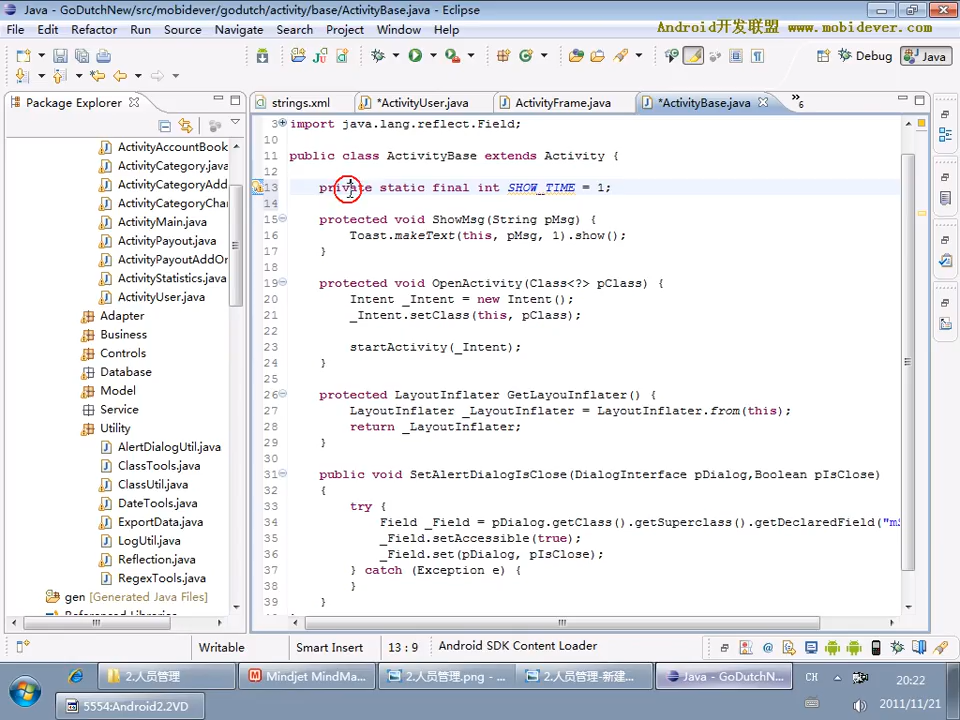 Java - GoDutchNew/src/mobidever/godutch/activity/base/ActivityBase.java - Eclipse
Android开发联盟 www.mobidever.com
File Edit Refactor Run Source Navigate Search Project Window Help
Debug Java
Package Explorer
strings.xml *ActivityUser.java ActivityFrame.java *ActivityBase.java »6
ActivityAccountBook
ActivityCategory.java
ActivityCategoryAdd
ActivityCategoryChar
ActivityMain.java
ActivityPayout.java
ActivityPayoutAddOr
ActivityStatistics.java
ActivityUser.java
Adapter
Business
Controls
Database
Model
Service
Utility
AlertDialogUtil.java
ClassTools.java
ClassUtil.java
DateTools.java
ExportData.java
LogUtil.java
Reflection.java
RegexTools.java
gen [Generated Java Files]
3 import java.lang.reflect.Field;
10
11 public class ActivityBase extends Activity {
12
13 private static final int SHOW_TIME = 1;
14
15 protected void ShowMsg(String pMsg) {
16 Toast.makeText(this, pMsg, 1).show();
17 }
18
19 protected void OpenActivity(Class<?> pClass) {
20 Intent _Intent = new Intent();
21 _Intent.setClass(this, pClass);
22
23 startActivity(_Intent);
24 }
25
26 protected LayoutInflater GetLayouInflater() {
27 LayoutInflater _LayoutInflater = LayoutInflater.from(this);
28 return _LayoutInflater;
29 }
30
31 public void SetAlertDialogIsClose(DialogInterface pDialog,Boolean pIsClose)
32 {
33 try {
34 Field _Field = pDialog.getClass().getSuperclass().getDeclaredField("m
35 _Field.setAccessible(true);
36 _Field.set(pDialog, pIsClose);
37 } catch (Exception e) {
38 }
39 }
Writable Smart Insert 13 : 9 Android SDK Content Loader
2.人员管理 Mindjet MindMa... 2.人员管理.png - ... 2.人员管理-新建... Java - GoDutchN... CH 20:22
5554:Android2.2VD 2011/11/21